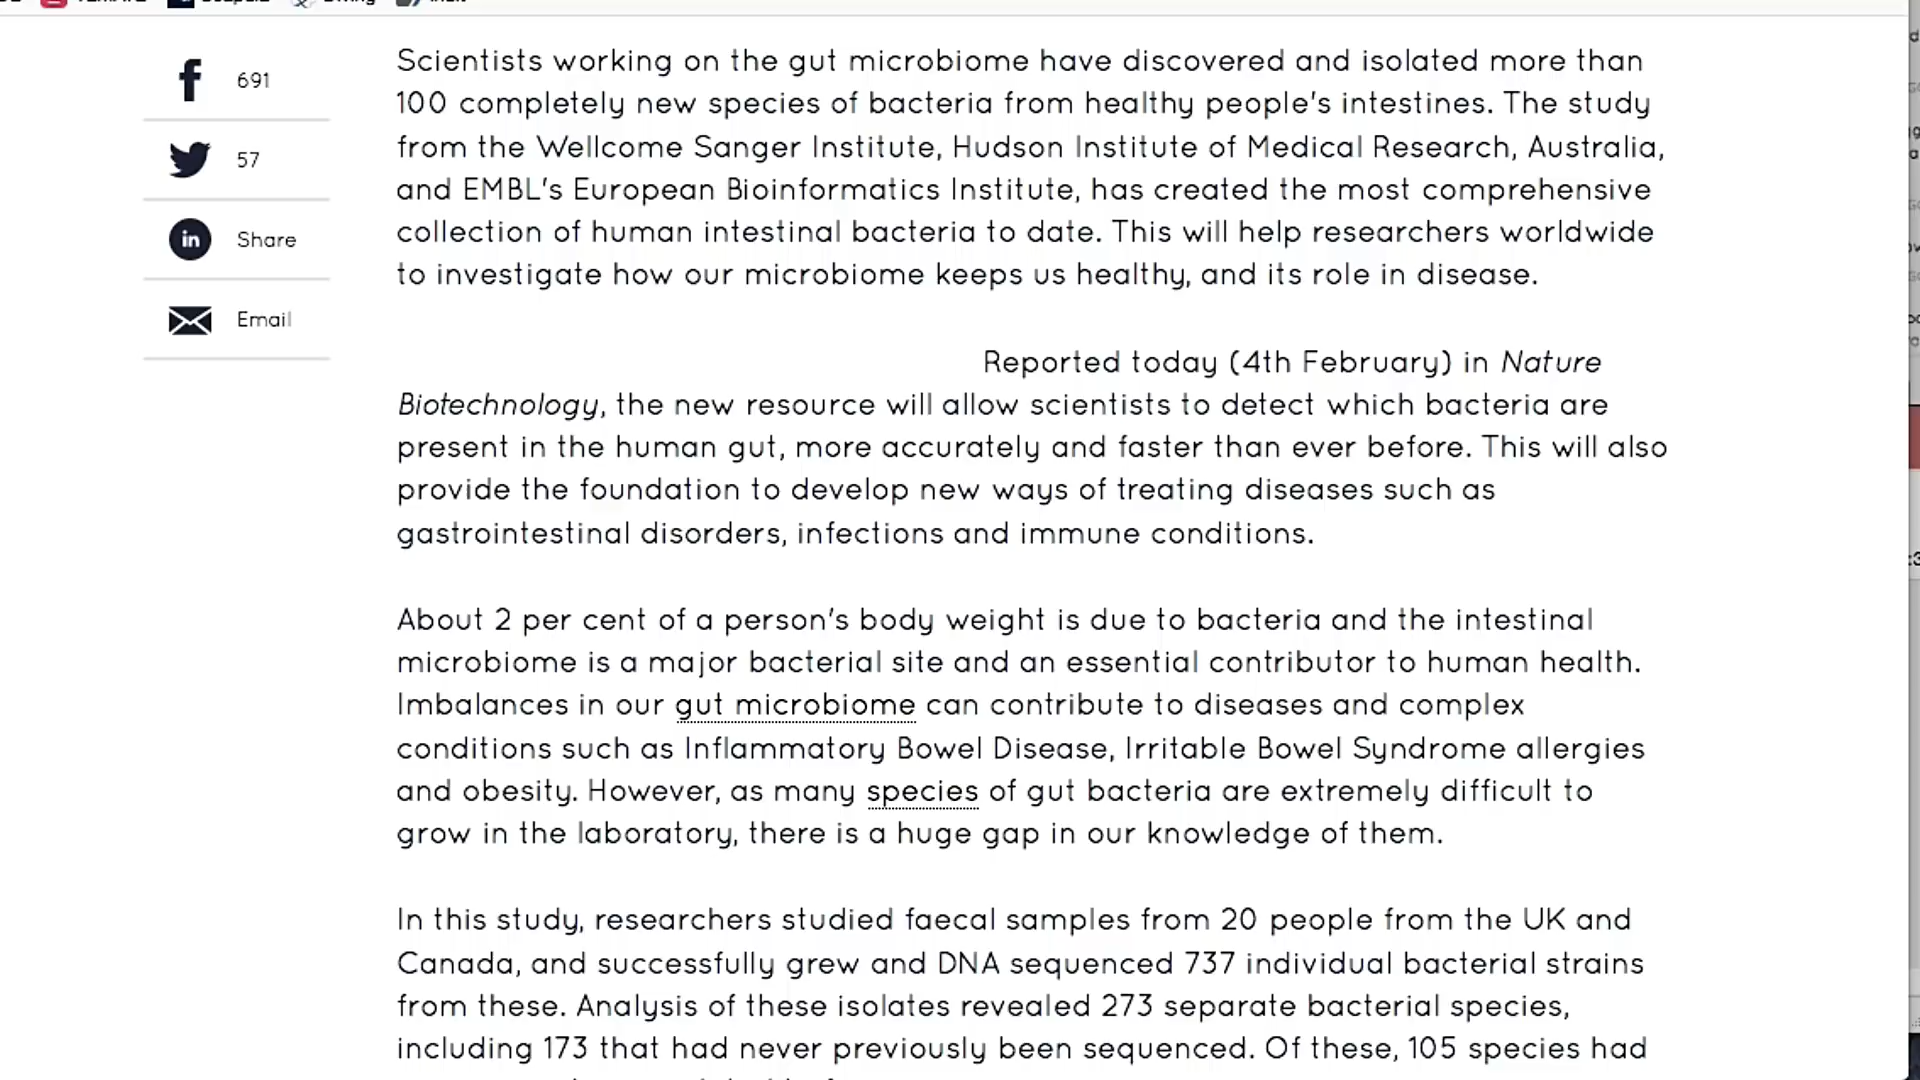 691
57
Share
Email
Scientists working on the gut microbiome have discovered and isolated more than
100 completely new species of bacteria from healthy people's intestines. The study
from the Wellcome Sanger Institute, Hudson Institute of Medical Research, Australia,
and EMBL's European Bioinformatics Institute, has created the most comprehensive
collection of human intestinal bacteria to date. This will help researchers worldwide
to investigate how our microbiome keeps us healthy, and its role in disease.
Reported today (4th February) in Nature
Biotechnology, the new resource will allow scientists to detect which bacteria are
present in the human gut, more accurately and faster than ever before. This will also
provide the foundation to develop new ways of treating diseases such as
gastrointestinal disorders, infections and immune conditions.
About 2 per cent of a person's body weight is due to bacteria and the intestinal
microbiome is a major bacterial site and an essential contributor to human health.
Imbalances in our gut microbiome can contribute to diseases and complex
conditions such as Inflammatory Bowel Disease, Irritable Bowel Syndrome allergies
and obesity. However, as many species of gut bacteria are extremely difficult to
grow in the laboratory, there is a huge gap in our knowledge of them.
In this study, researchers studied faecal samples from 20 people from the UK and
Canada, and successfully grew and DNA sequenced 737 individual bacterial strains
from these. Analysis of these isolates revealed 273 separate bacterial species,
including 173 that had never previously been sequenced. Of these, 105 species had